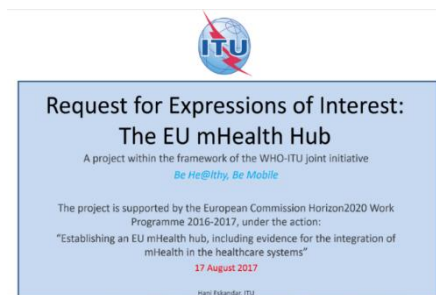 ITU
Request for Expressions of Interest:
The EU mHealth Hub
A project within the framework of the WHO-ITU joint initiative
Be He@lthy, Be Mobile
The project is supported by the European Commission Horizon2020 Work
Programme 2016-2017, under the action:
“Establishing an EU mHealth hub, including evidence for the integration of
mHealth in the healthcare systems”
17 August 2017
Hani Eskandar, ITU